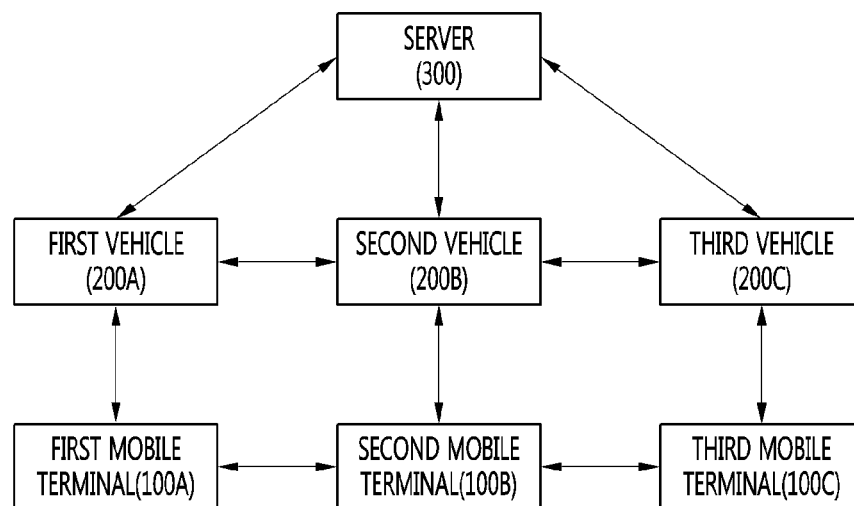 SERVER
(300)
FIRST VEHICLE
(200A)
SECOND VEHICLE
(200B)
THIRD VEHICLE
(200C)
FIRST MOBILE
TERMINAL(100A)
SECOND MOBILE
TERMINAL(100B)
THIRD MOBILE
TERMINAL(100C)